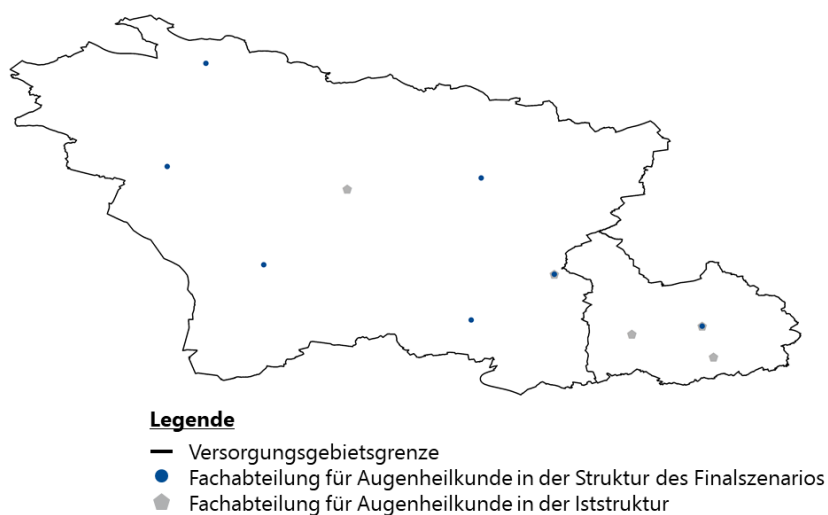 Legende
Versorgungsgebietsgrenze
Fachabteilung für Augenheilkunde in der Struktur des Finalszenarios
Fachabteilung für Augenheilkunde in der Iststruktur